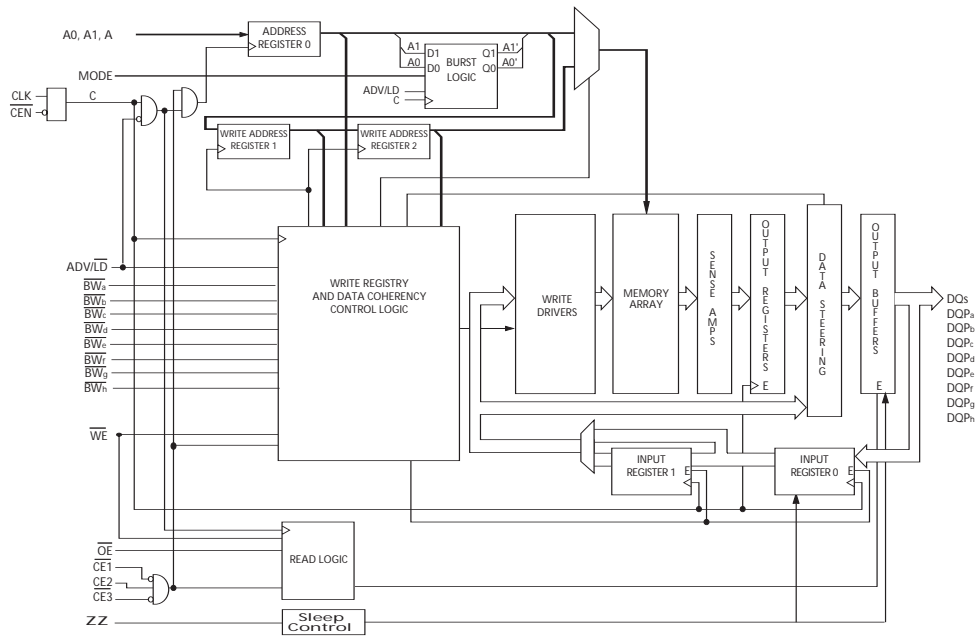 A0, A1, A
ADDRESS
REGISTER 0
MODE
A1
A0
D1
D0
BURST
LOGIC
Q1
Q0
A1'
A0'
ADV/LD
C
CLK
C
CEN
WRITE ADDRESS
REGISTER 1
WRITE ADDRESS
REGISTER 2
ADV/LD
BWa
BWb
BWc
BWd
BWe
BWf
BWg
BWh
WE
WRITE REGISTRY
AND DATA COHERENCY
CONTROL LOGIC
WRITE
DRIVERS
MEMORY
ARRAY
SENSE AMPS
OUTPUT REGISTERS
E
DATA STEERING
OUTPUT BUFFERS
E
DQs
DQPa
DQPb
DQPc
DQPd
DQPe
DQPf
DQPg
DQPh
INPUT
REGISTER 1
E
INPUT
REGISTER 0
E
OE
CE1
CE2
CE3
READ LOGIC
ZZ
Sleep
Control